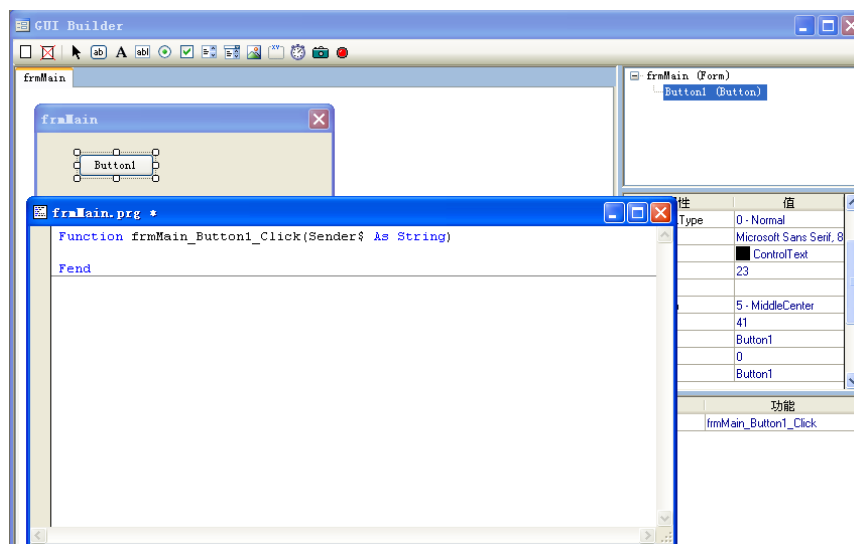 GUI Builder
frmMain
frmMain
Button1
frmMain (Form)
Button1 (Button)
frmMain.prg *
Function frmMain_Button1_Click(Sender$ As String)
Fend
性 值
Type 0 - Normal
Microsoft Sans Serif, 8
ControlText
23
5 - MiddleCenter
41
Button1
0
Button1
功能
frmMain_Button1_Click